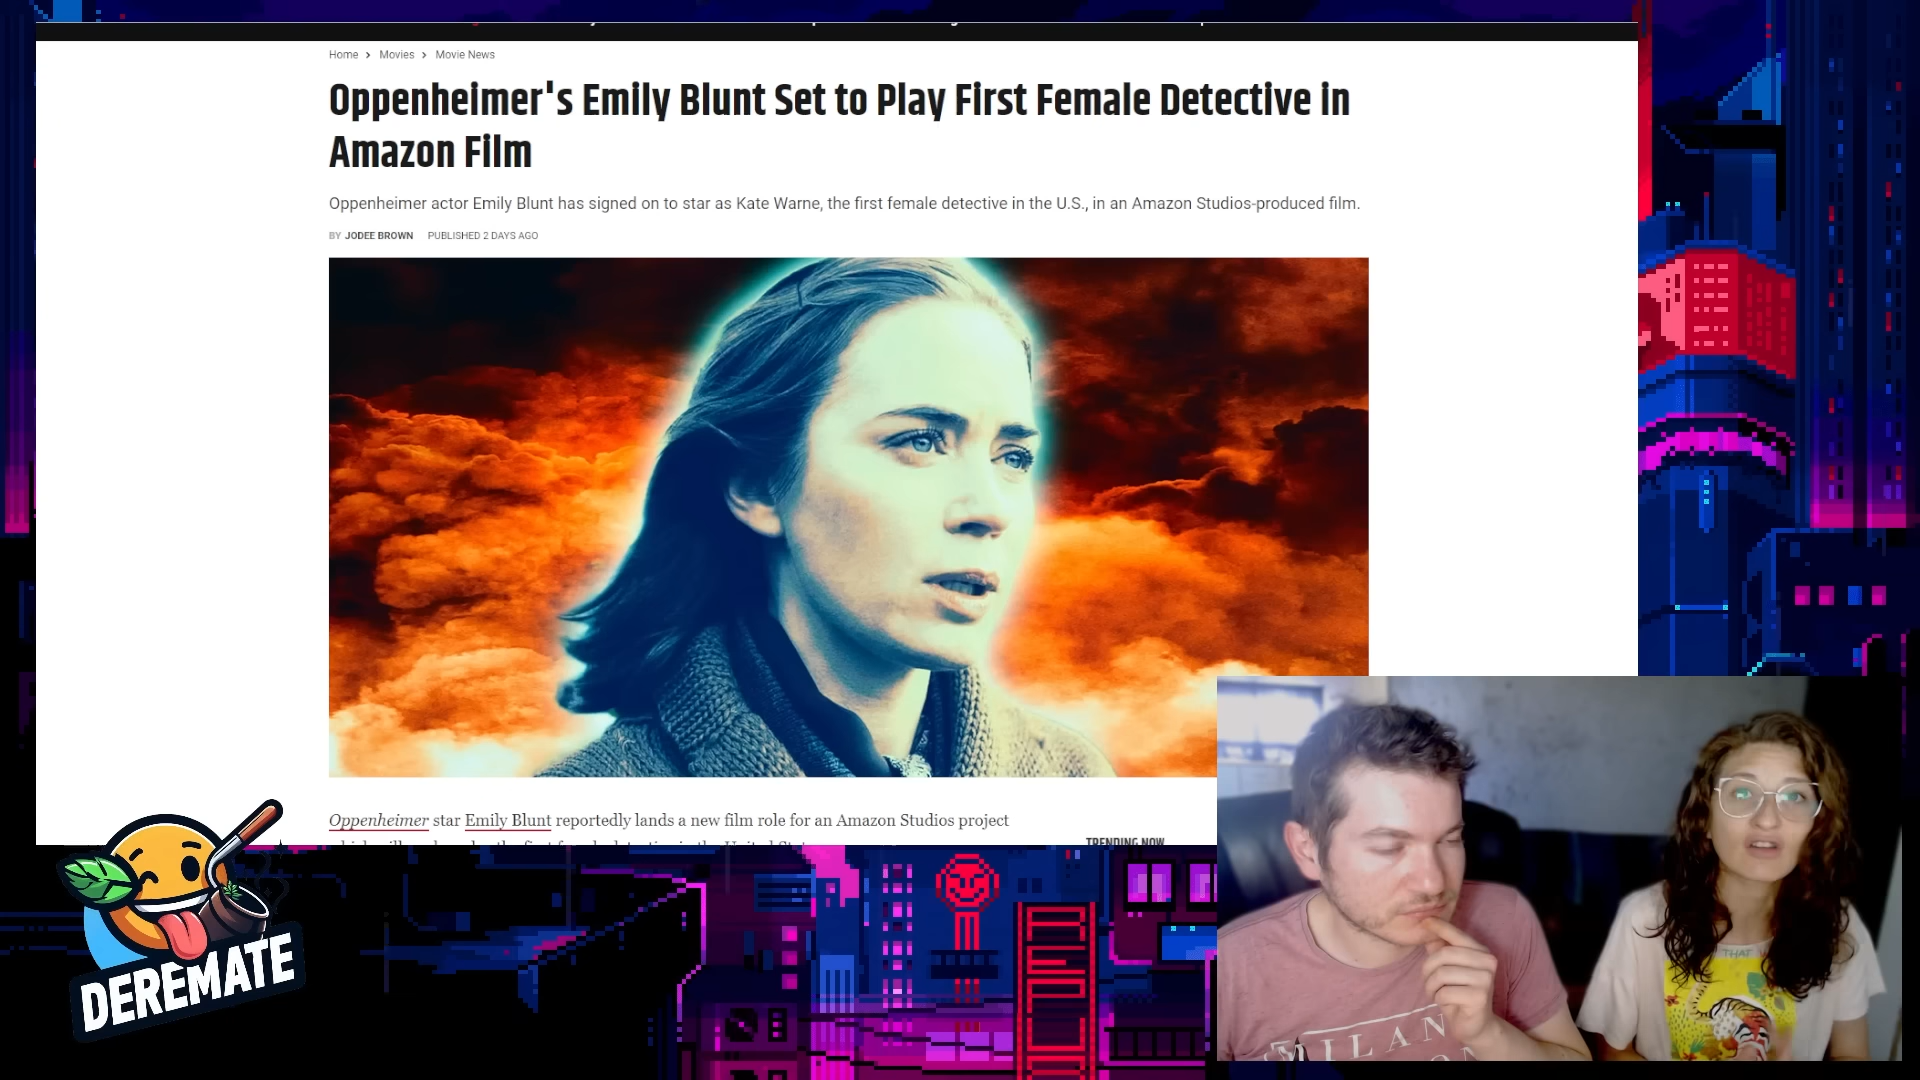 Home > Movies > Movie News
Oppenheimer's Emily Blunt Set to Play First Female Detective in
Amazon Film
Oppenheimer actor Emily Blunt has signed on to star as Kate Warne, the first female detective in the U.S., in an Amazon Studios-produced film.
BY JODEE BROWN PUBLISHED 2 DAYS AGO
Oppenheimer star Emily Blunt reportedly lands a new film role for an Amazon Studios project
TRENDING NOW
DEREMATE
THAT
MILAN